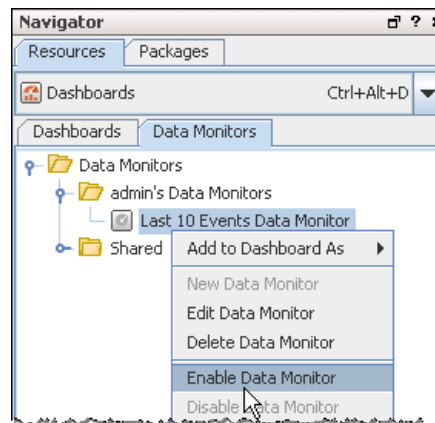 Navigator
Resources Packages
Dashboards Ctrl+Alt+D
Dashboards Data Monitors
Data Monitors
admin's Data Monitors
Last 10 Events Data Monitor
Shared
Add to Dashboard As
New Data Monitor
Edit Data Monitor
Delete Data Monitor
Enable Data Monitor
Disable Data Monitor